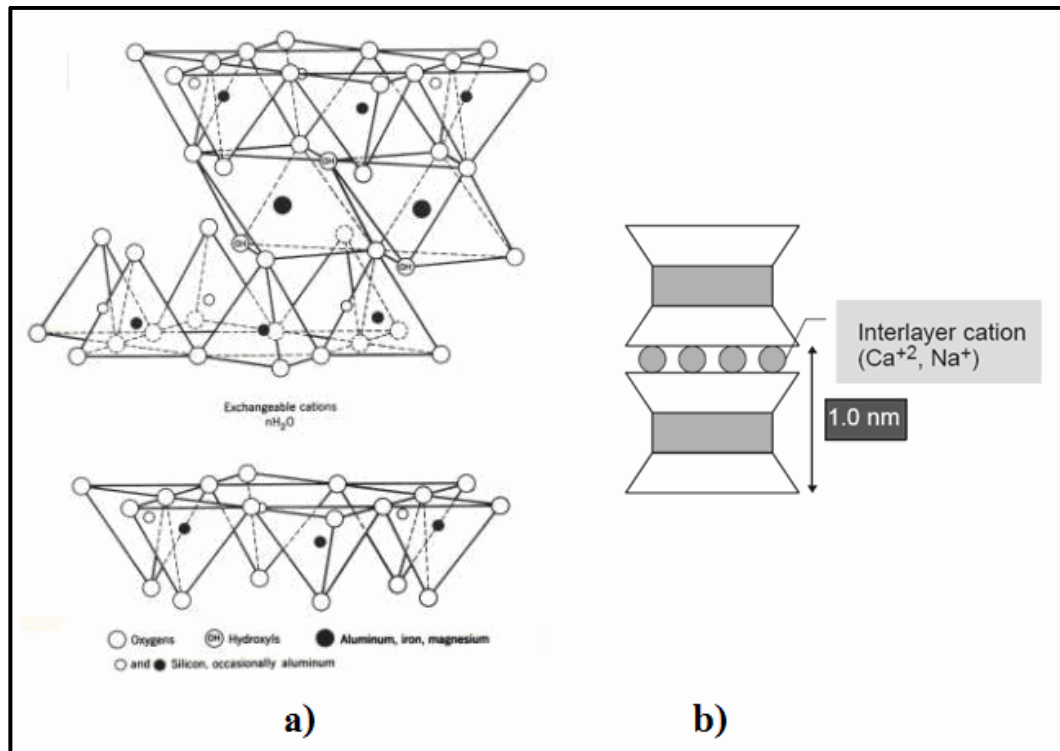 OH
OH
OH
Exchangeable cations
nH₂O
Interlayer cation
(Ca⁺², Na⁺)
1.0 nm
Oxygens OH Hydroxyls Aluminum, iron, magnesium
and Silicon, occasionally aluminum
a) b)